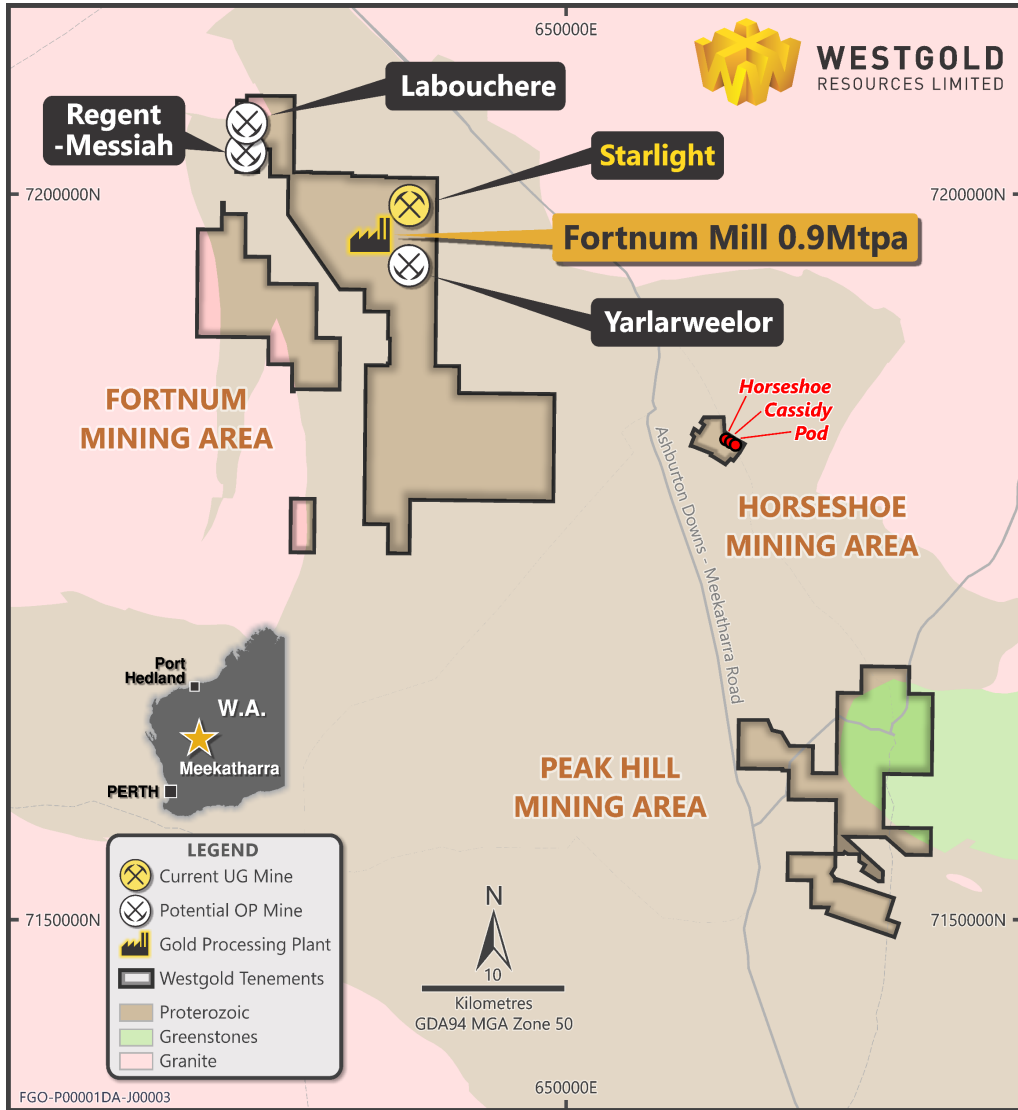 650000E
WESTGOLD
RESOURCES LIMITED
Labouchere
Regent
-Messiah
Starlight
7200000N
7200000N
Fortnum Mill 0.9Mtpa
Yarlarweelor
FORTNUM
MINING AREA
Horseshoe
Cassidy
Pod
Ashburton Downs - Meekatharra Road
HORSESHOE
MINING AREA
Port
Hedland
W.A.
Meekatharra
PERTH
PEAK HILL
MINING AREA
LEGEND
Current UG Mine
Potential OP Mine
Gold Processing Plant
Westgold Tenements
Proterozoic
Greenstones
Granite
N
10
Kilometres
GDA94 MGA Zone 50
7150000N
7150000N
FGO-P00001DA-J00003
650000E